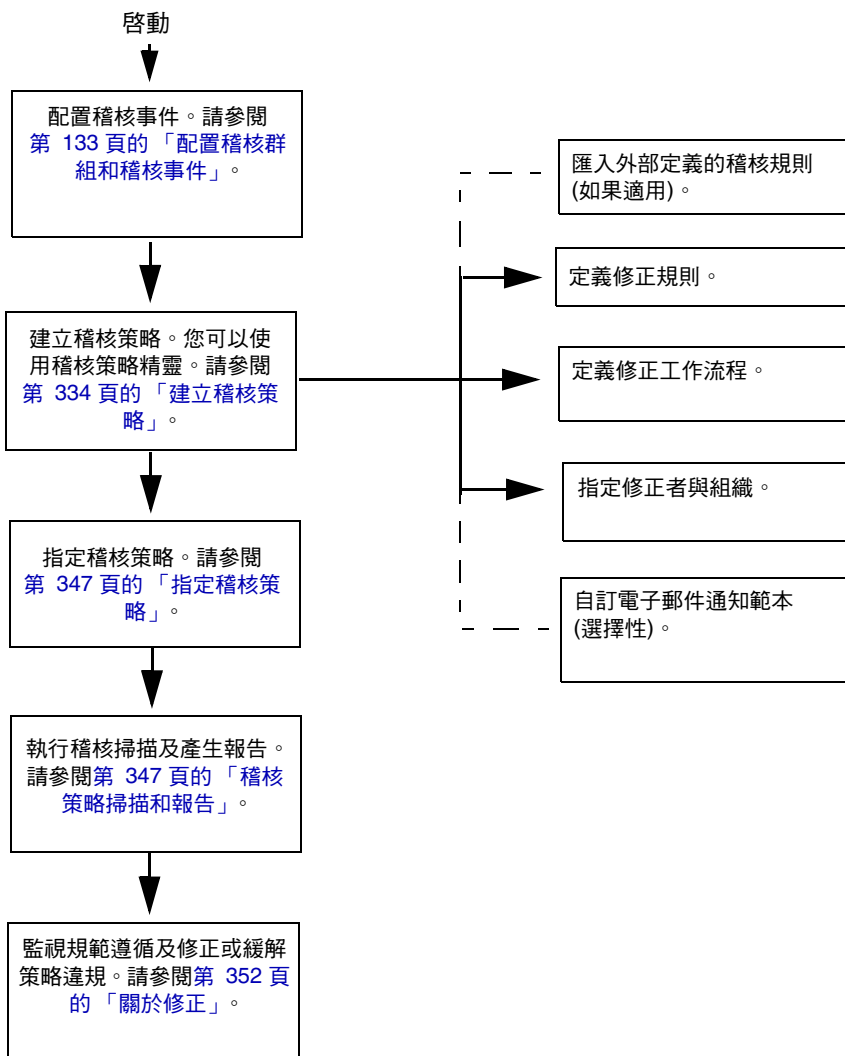 啓動
配置稽核事件。請參閱
第 133 頁的 「配置稽核群
組和稽核事件」。
建立稽核策略。您可以使
用稽核策略精靈。請參閱
第 334 頁的 「建立稽核策
略」。
指定稽核策略。請參閱
第 347 頁的 「指定稽核策
略」。
執行稽核掃描及產生報告。
請參閱第 347 頁的 「稽核
策略掃描和報告」。
監視規範遵循及修正或緩解
策略違規。請參閱第 352 頁
的 「關於修正」。
匯入外部定義的稽核規則
(如果適用)。
定義修正規則。
定義修正工作流程。
指定修正者與組織。
自訂電子郵件通知範本
(選擇性)。